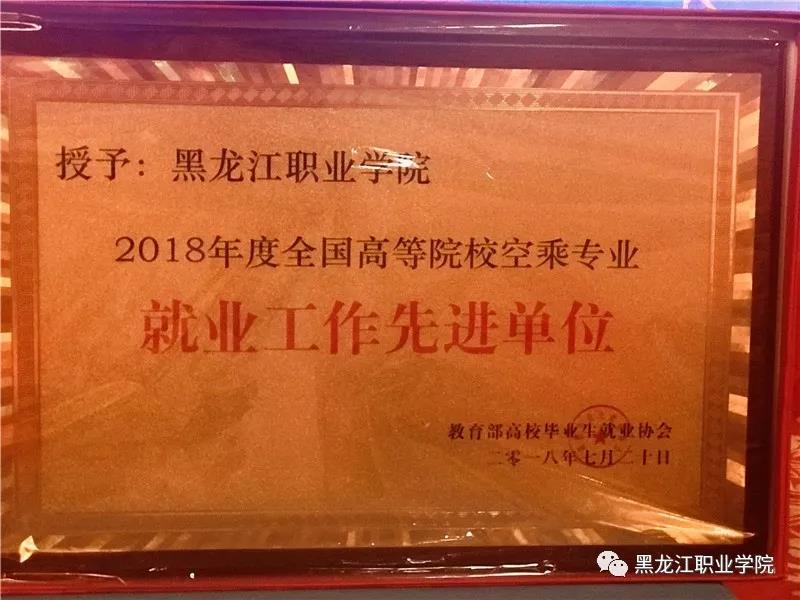 授予：黑龙江职业学院
2018年度全国高等院校空乘专业
就业工作先进单位
教育部高校毕业生就业协会
二零一八年七月二十日
黑龙江职业学院